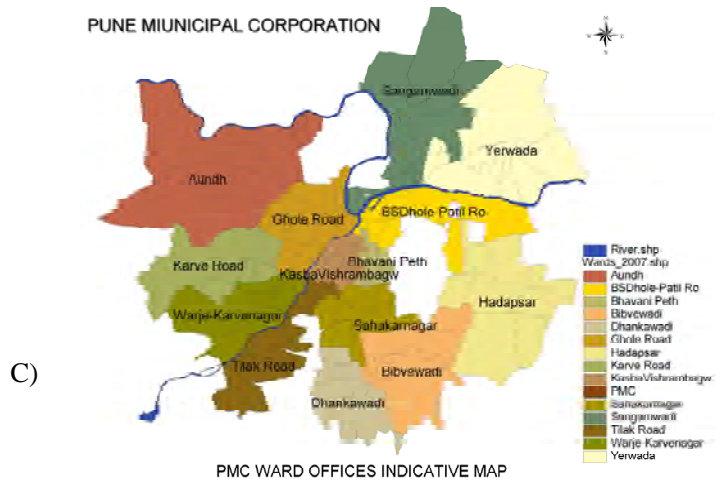 PUNE MIUNICIPAL CORPORATION
Sangamwadi
Yerwada
Aundh
Ghole Road
BSDhole-Patil Ro
Karve Road
Bhavani Peth
KasbaVishrambagw
Hadapsar
Warje-Karvenagar
Sahakarnagar
Tilak Road
Bibvewadi
Dhankawadi
C)
River.shp
Wards_2007.shp
Aundh
BSDhole-Patil Ro
Bhavani Peth
Bibvewadi
Dhankawadi
Ghole Road
Hadapsar
Karve Road
KasbaVishrambagw
PMC
Sahakarnagar
Sangamwadi
Tilak Road
Warje-Karvenagar
Yerwada
PMC WARD OFFICES INDICATIVE MAP